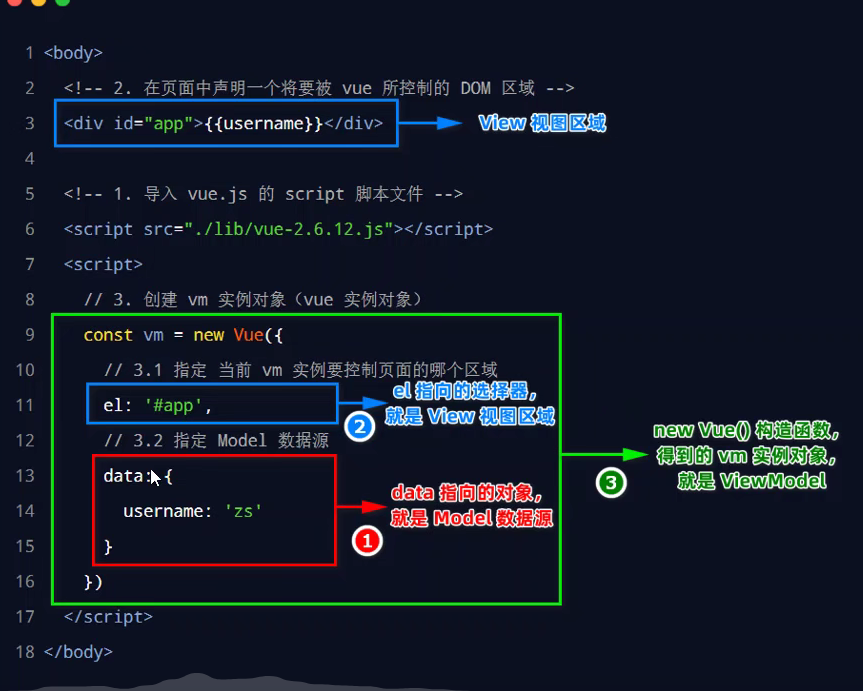 1 <body>
2 <!-- 2. 在页面中声明一个将要被 vue 所控制的 DOM 区域 -->
3 <div id="app">{{username}}</div>
View 视图区域
4
5 <!-- 1. 导入 vue.js 的 script 脚本文件 -->
6 <script src="./lib/vue-2.6.12.js"></script>
7 <script>
8 // 3. 创建 vm 实例对象（vue 实例对象）
9 const vm = new Vue({
10 // 3.1 指定 当前 vm 实例要控制页面的哪个区域
11 el: '#app',
2
el 指向的选择器，
就是 View 视图区域
12 // 3.2 指定 Model 数据源
13 data: {
14 username: 'zs'
15 }
1
data 指向的对象，
就是 Model 数据源
16 })
3
new Vue() 构造函数，
得到的 vm 实例对象，
就是 ViewModel
17 </script>
18 </body>